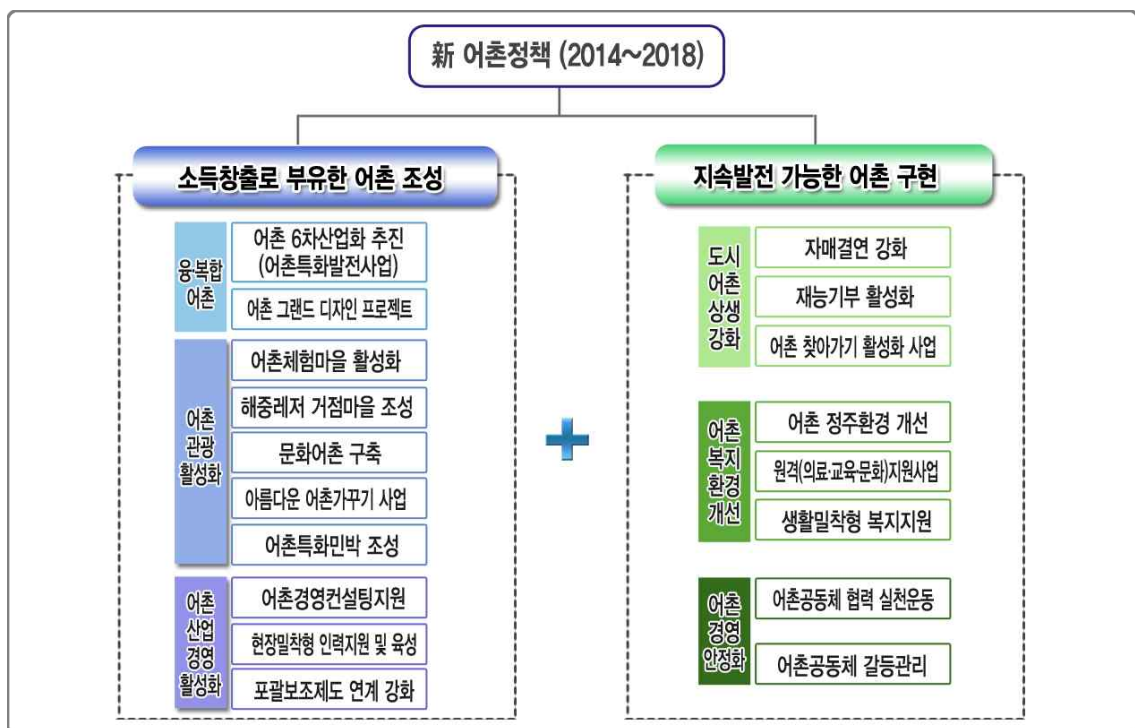 新 어촌정책 (2014~2018)
소득창출로 부유한 어촌 조성
융·복합
어촌
어촌 6차산업화 추진
(어촌특화발전사업)
어촌 그랜드 디자인 프로젝트
어촌
관광
활성화
어촌체험마을 활성화
해중레저 거점마을 조성
문화어촌 구축
아름다운 어촌가꾸기 사업
어촌특화민박 조성
어촌
산업
경영
활성화
어촌경영컨설팅지원
현장밀착형 인력지원 및 육성
포괄보조제도 연계 강화
지속발전 가능한 어촌 구현
도시
어촌
상생
강화
자매결연 강화
재능기부 활성화
어촌 찾아가기 활성화 사업
어촌
복지
환경
개선
어촌 정주환경 개선
원격(의료·교육·문화)지원사업
생활밀착형 복지지원
어촌
경영
안정화
어촌공동체 협력 실천운동
어촌공동체 갈등관리